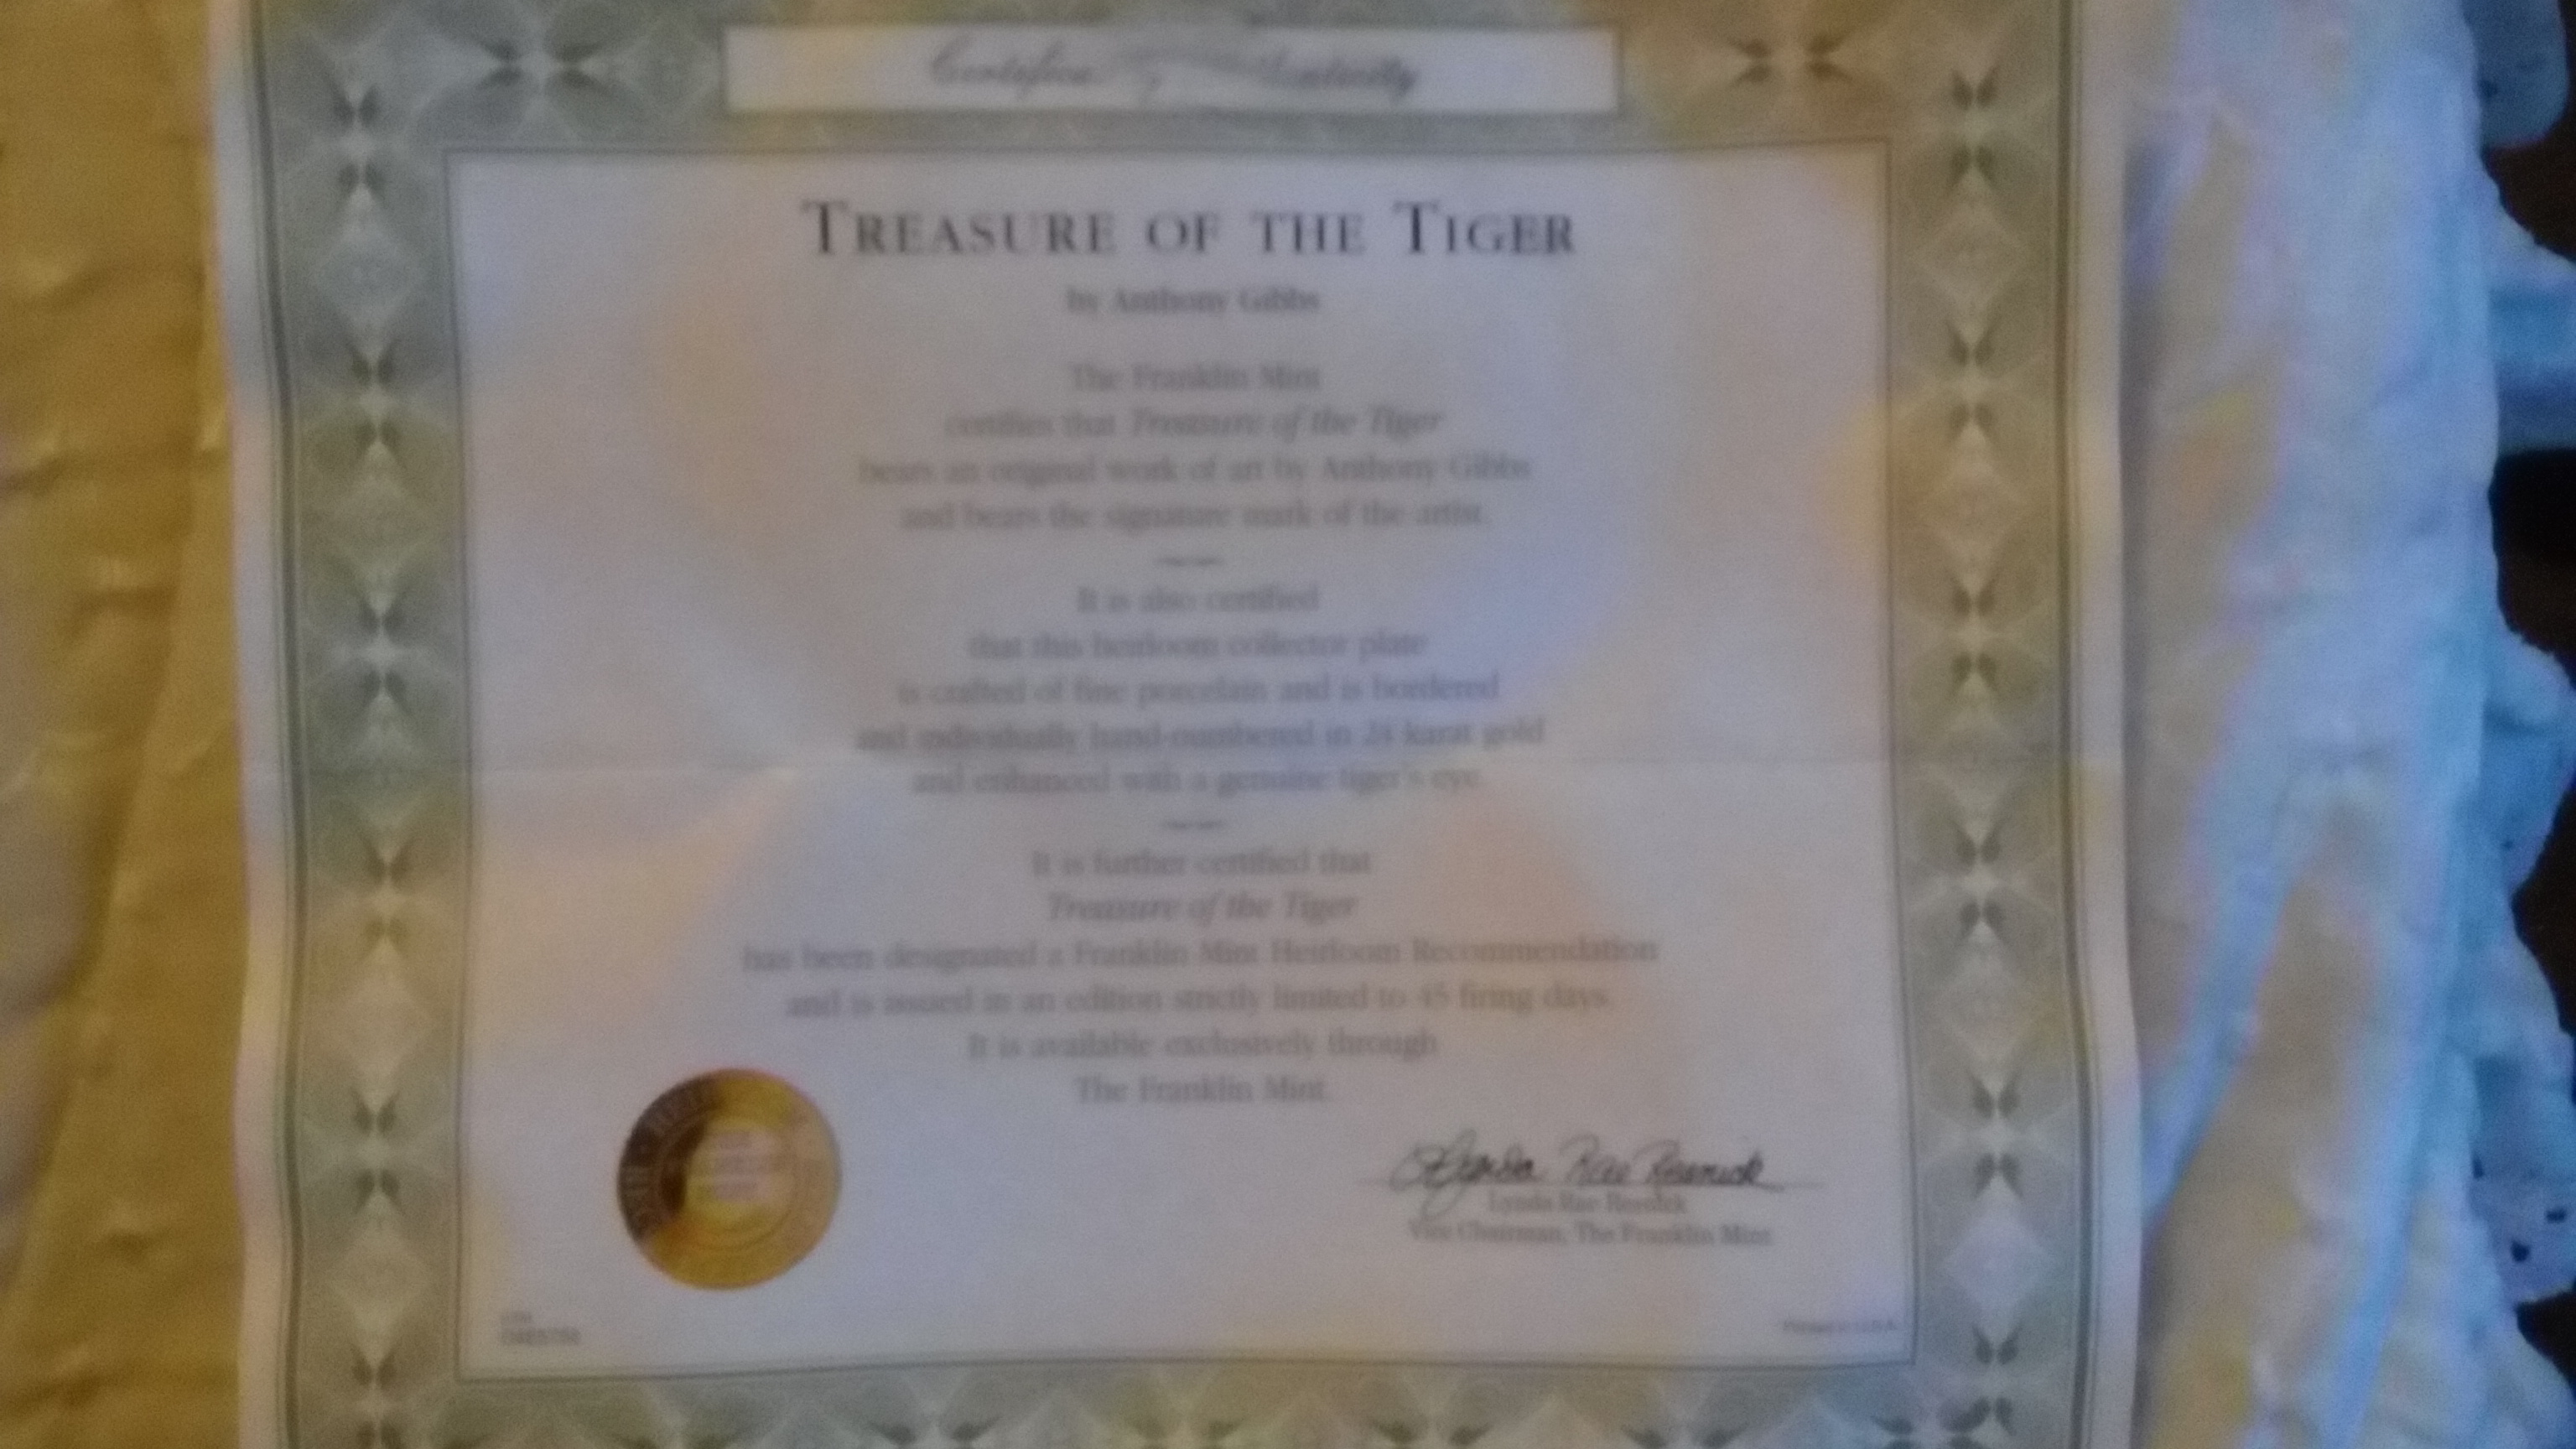 Certificate of Authenticity
TREASURE OF THE TIGER
by Anthony Gibbs
The Franklin Mint
certifies that Treasure of the Tiger
bears an original work of art by Anthony Gibbs
and bears the signature mark of the artist.
It is also certified
that this heirloom collector plate
is crafted of fine porcelain and is bordered
and individually hand-numbered in 24 karat gold
and enhanced with a genuine tiger's eye.
It is further certified that
Treasure of the Tiger
has been designated a Franklin Mint Heirloom Recommendation
and is issued in an edition strictly limited to 45 firing days.
It is available exclusively through
The Franklin Mint.
Lynda Rae Resnick
Lynda Rae Resnick
Vice Chairman, The Franklin Mint
Printed in U.S.A.